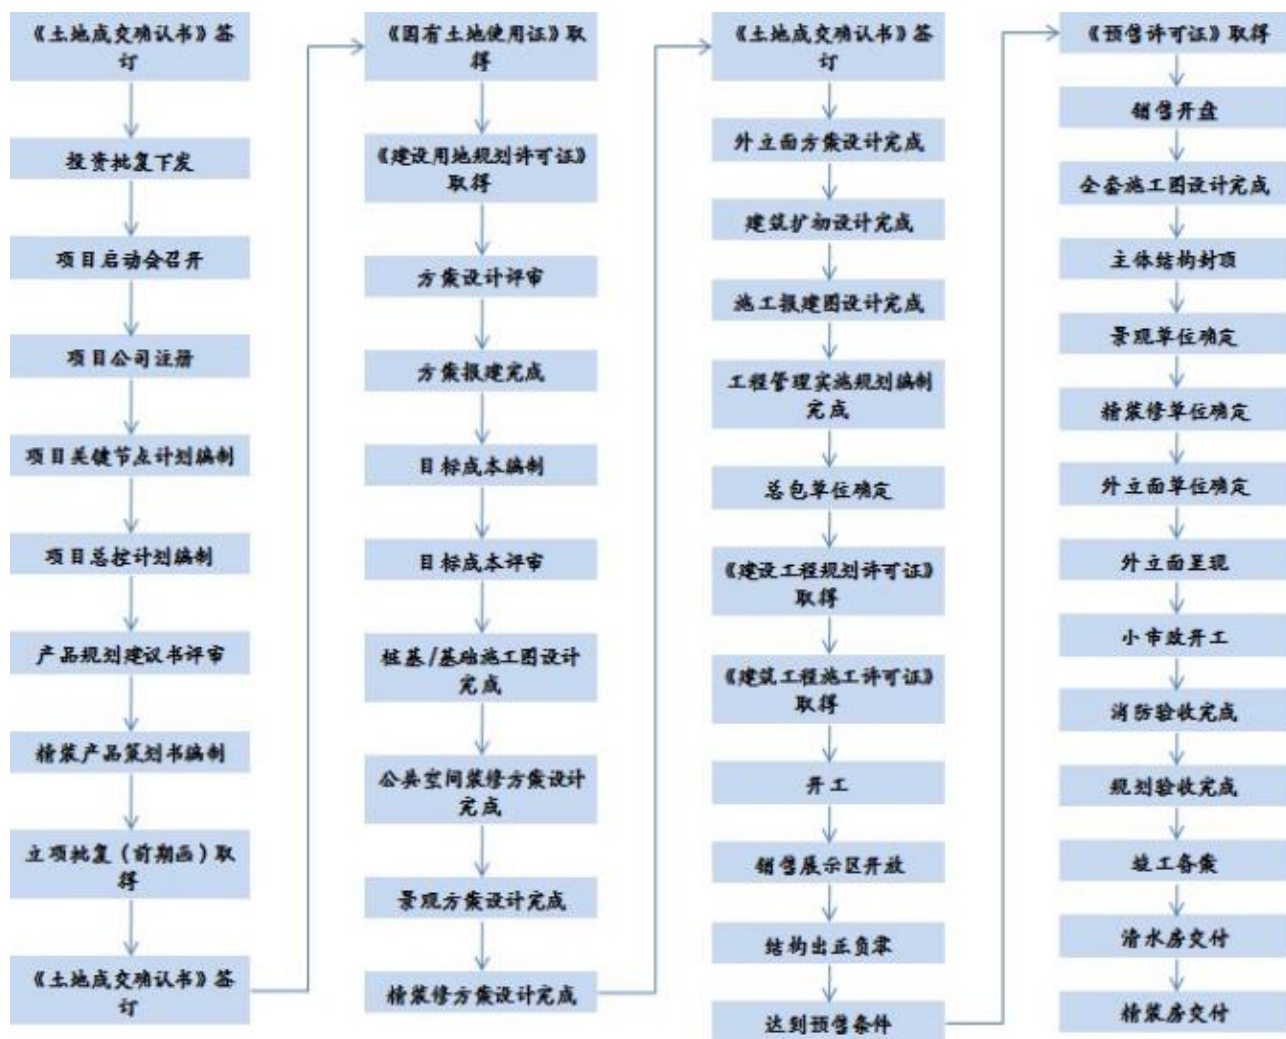 《土地成交确认书》签
订
投资批复下发
项目启动会召开
项目公司注册
项目关键节点计划编制
项目总控计划编制
产品规划建议书评审
精装产品策划书编制
立项批复（前期函）取
得
《土地成交确认书》签
订
《国有土地使用证》取
得
《建设用地规划许可证》
取得
方案设计评审
方案报建完成
目标成本编制
目标成本评审
桩基/基础施工图设计
完成
公共空间装修方案设计
完成
景观方案设计完成
精装修方案设计完成
《土地成交确认书》签
订
外立面方案设计完成
建筑扩初设计完成
施工报建图设计完成
工程管理实施规划编制
完成
总包单位确定
《建设工程规划许可证》
取得
《建筑工程施工许可证》
取得
开工
销售展示区开放
结构出正负零
达到预售条件
《预售许可证》取得
销售开盘
全套施工图设计完成
主体结构封顶
景观单位确定
精装修单位确定
外立面单位确定
外立面呈现
小市政开工
消防验收完成
规划验收完成
竣工备案
清水房交付
精装房交付